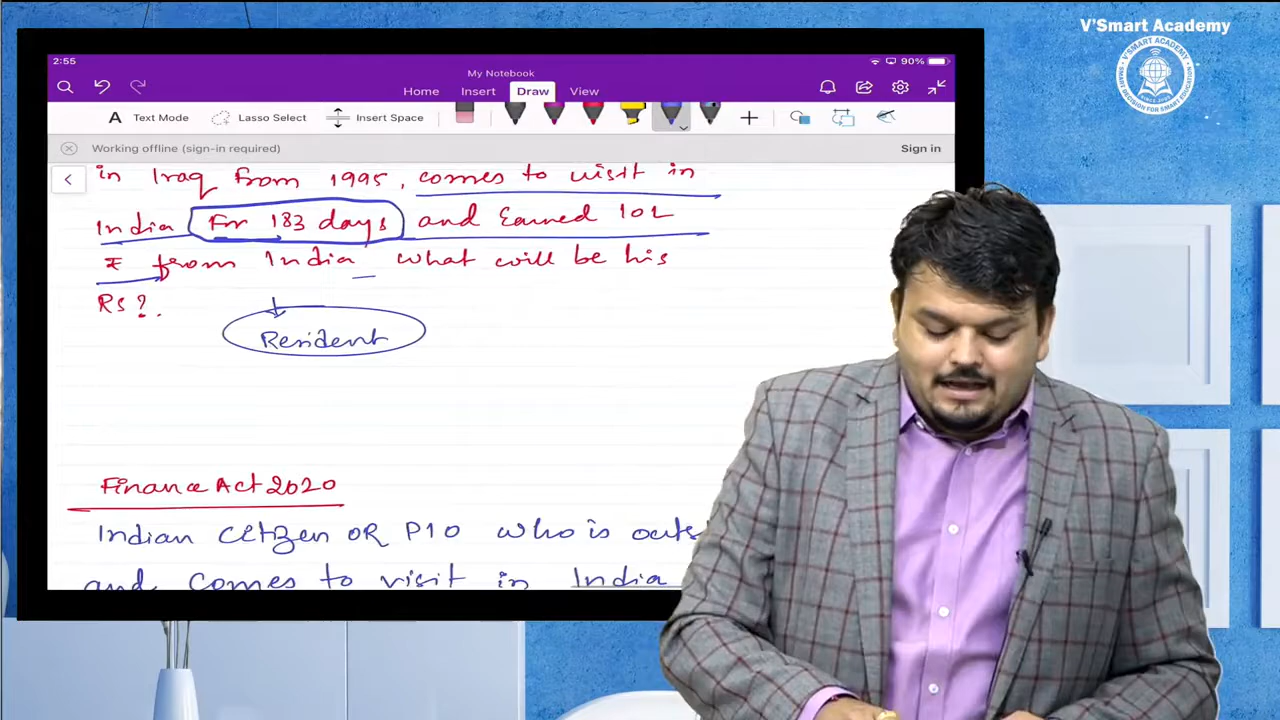 V'Smart Academy
2:55
90%
My Notebook
Home Insert Draw View
Text Mode Lasso Select Insert Space
Working offline (sign-in required) Sign in
in Iraq from 1995, comes to visit in
India For 183 days and Earned 10L
₹ from India what will be his
RS?.
Resident
Finance Act 2020
Indian Citizen OR PIO who is
and comes to visit in India